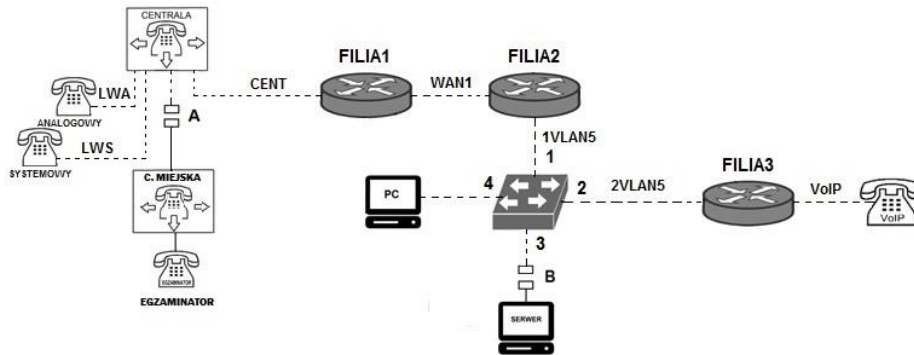 CENTRALA
FILIA1
FILIA2
CENT
WAN1
LWA
ANALOGOWY
A
LWS
SYSTEMOWY
1VLAN5
1
FILIA3
C. MIEJSKA
PC
4
2
2VLAN5
VoIP
VoIP
3
B
EGZAMINATOR
EGZAMINATOR
SERWER